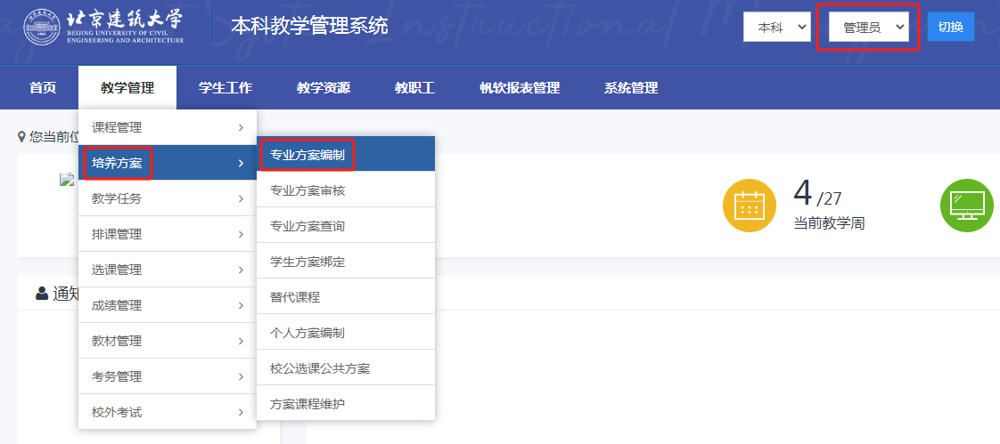 北京建筑大学
BEIJING UNIVERSITY OF CIVIL
ENGINEERING AND ARCHITECTURE
本科教学管理系统
本科
管理员
切换
首页
教学管理
学生工作
教学资源
教职工
帆软报表管理
系统管理
您当前位
课程管理
培养方案
教学任务
排课管理
选课管理
成绩管理
教材管理
考务管理
校外考试
专业方案编制
专业方案审核
专业方案查询
学生方案绑定
替代课程
个人方案编制
校公选课公共方案
方案课程维护
4/27
当前教学周
通知